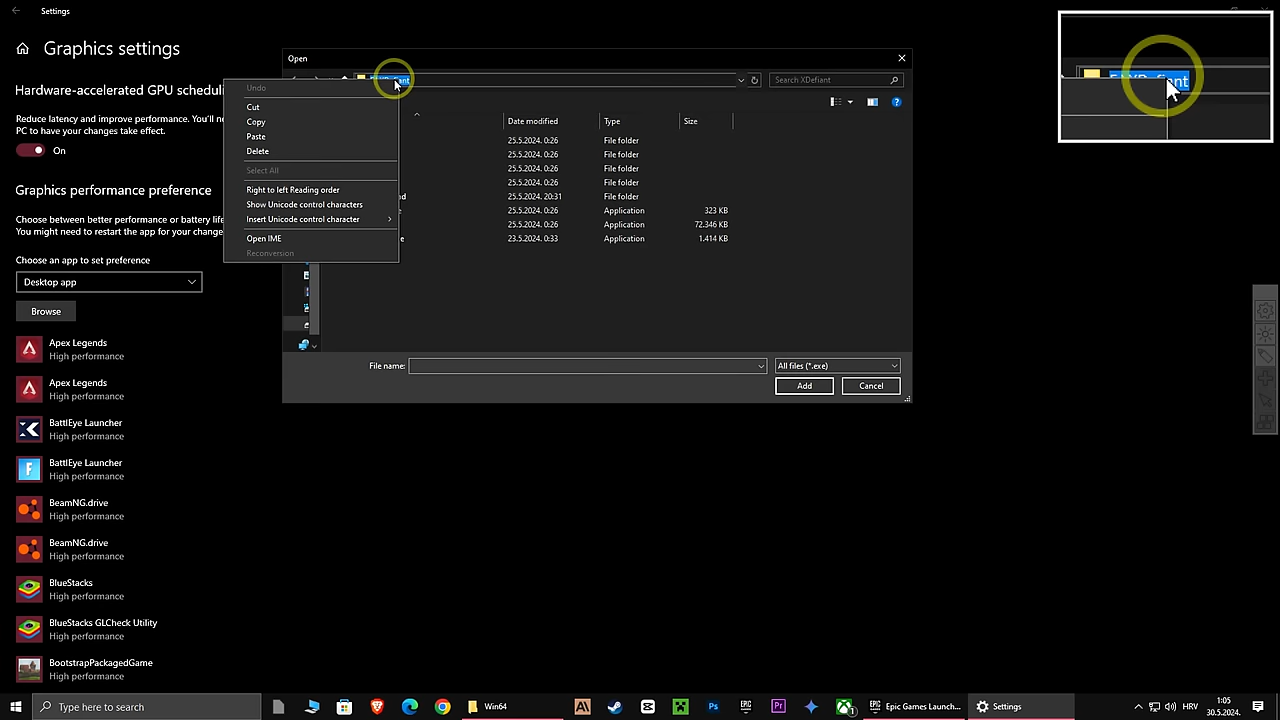 Settings
Graphics settings
Hardware-accelerated GPU scheduli
Reduce latency and improve performance. You'll ne
PC to have your changes take effect.
On
Graphics performance preference
Choose between better performance or battery life
You might need to restart the app for your change
Choose an app to set preference
Desktop app
Browse
Apex Legends
High performance
Apex Legends
High performance
BattlEye Launcher
High performance
BattlEye Launcher
High performance
BeamNG.drive
High performance
BeamNG.drive
High performance
BlueStacks
High performance
BlueStacks GLCheck Utility
High performance
BootstrapPackagedGame
High performance
Open
Search XDefiant
Undo
Cut
Copy
Paste
Delete
Select All
Right to left Reading order
Show Unicode control characters
Insert Unicode control character
Open IME
Reconversion
Date modified Type Size
25.5.2024. 0:26 File folder
25.5.2024. 0:26 File folder
25.5.2024. 0:26 File folder
25.5.2024. 0:26 File folder
d 25.5.2024. 20:31 File folder
25.5.2024. 0:26 Application 323 KB
25.5.2024. 0:26 Application 72.346 KB
e 23.5.2024. 0:33 Application 1.414 KB
File name:
All files (*.exe)
Add Cancel
Type here to search
Win64
Ps
EPIC
Pr
EPIC
Epic Games Launch...
Settings
HRV
1:05
30.5.2024.